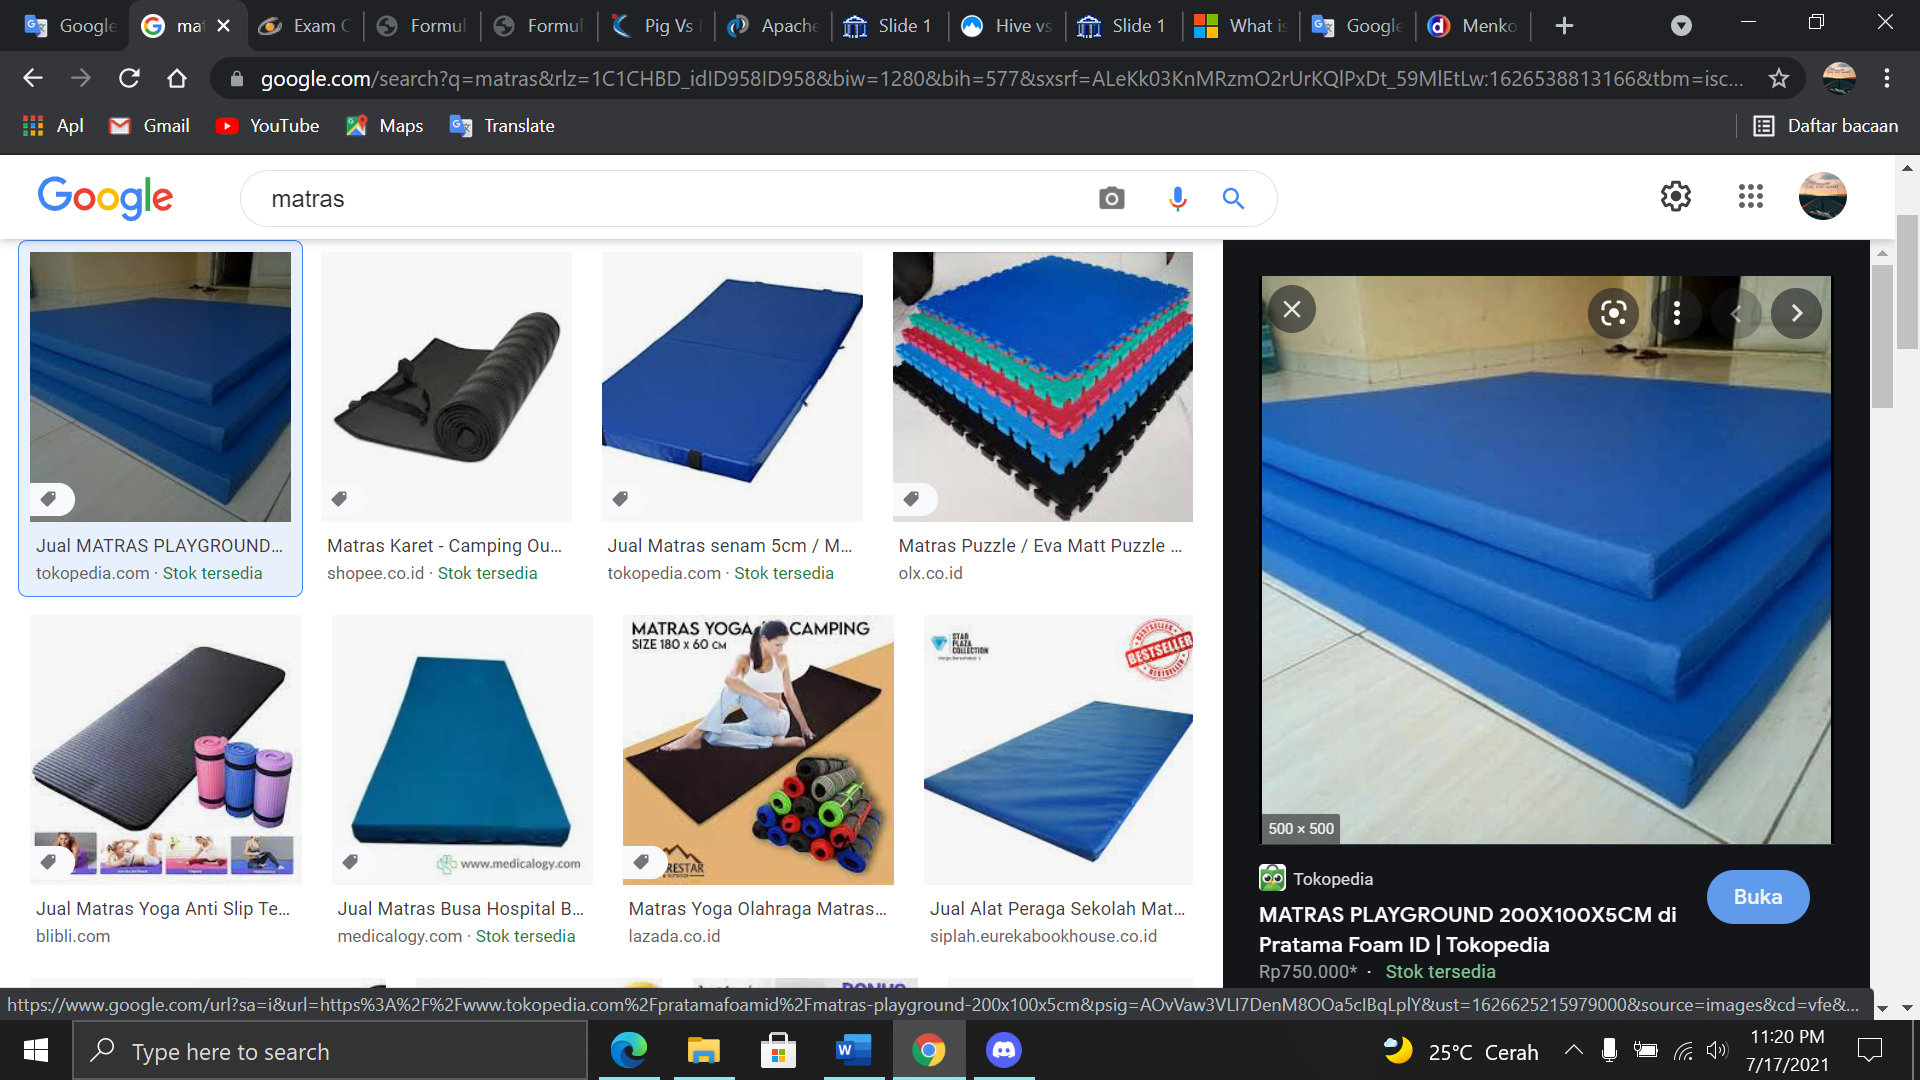 Google
mat
Exam C
Formul
Formul
Pig Vs
Apache
Slide 1
Hive vs
Slide 1
What is
Google
Menko
google.com/search?q=matras&rlz=1C1CHBD_idID958ID958&biw=1280&bih=577&sxsrf=ALeKk03KnMRzmO2rUrKQlPxDt_59MlEtLw:1626538813166&tbm=isc...
Apl
Gmail
YouTube
Maps
Translate
Daftar bacaan
Google
matras
Jual MATRAS PLAYGROUND...
tokopedia.com · Stok tersedia
Matras Karet - Camping Ou...
shopee.co.id · Stok tersedia
Jual Matras senam 5cm / M...
tokopedia.com · Stok tersedia
Matras Puzzle / Eva Matt Puzzle ...
olx.co.id
www.medicalogy.com
MATRAS YOGA
CAMPING
SIZE 180 x 60 CM
STAR
PLAZA
COLLECTION
BESTSELLER
Jual Matras Yoga Anti Slip Te...
blibli.com
Jual Matras Busa Hospital B...
medicalogy.com · Stok tersedia
Matras Yoga Olahraga Matras...
lazada.co.id
Jual Alat Peraga Sekolah Mat...
siplah.eurekabookhouse.co.id
500 × 500
Tokopedia
MATRAS PLAYGROUND 200X100X5CM di
Pratama Foam ID | Tokopedia
Rp750.000* · Stok tersedia
Buka
https://www.google.com/url?sa=i&url=https%3A%2F%2Fwww.tokopedia.com%2Fpratamafoamid%2Fmatras-playground-200x100x5cm&psig=AOvVaw3VLI7DenM8OOa5cIBqLplY&ust=1626625215979000&source=images&cd=vfe&...
Type here to search
25°C Cerah
11:20 PM
7/17/2021